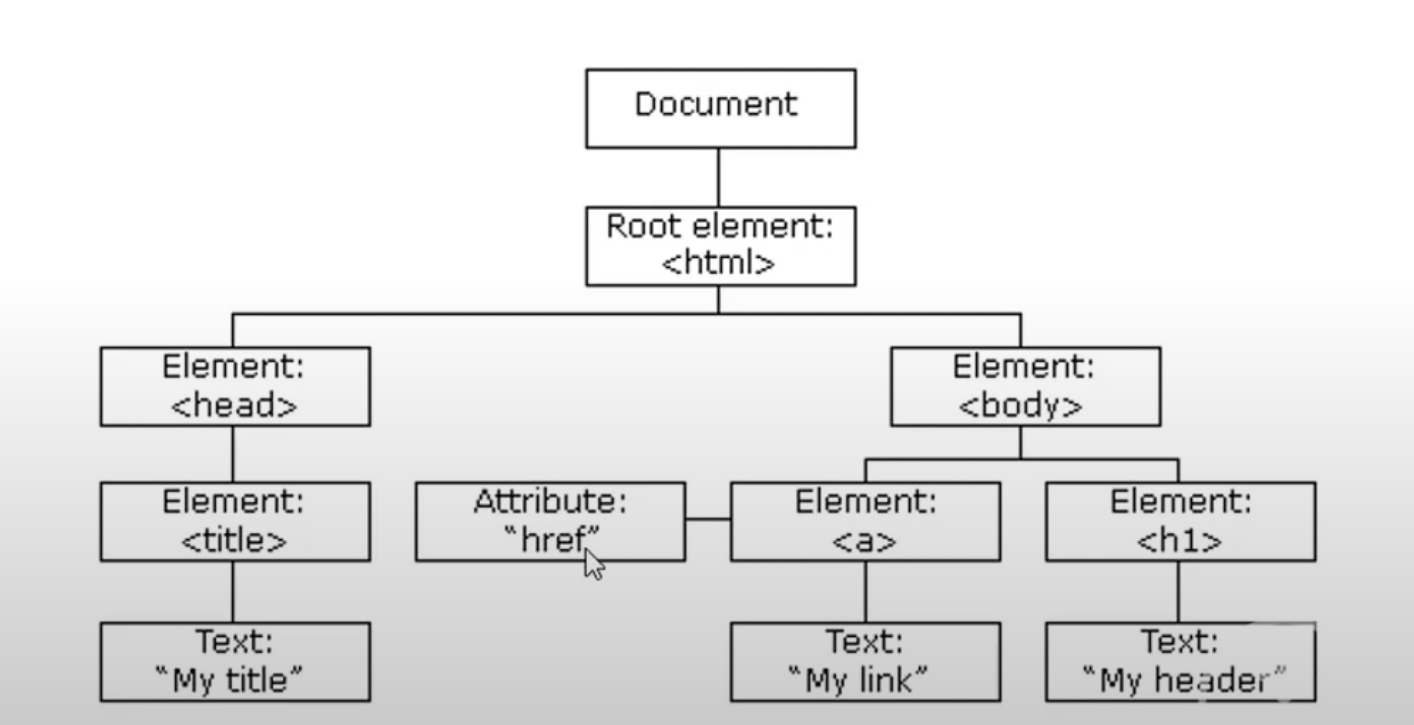 Document
Root element:
<html>
Element:
<head>
Element:
<body>
Element:
<title>
Attribute:
“href”
Element:
<a>
Element:
<h1>
Text:
“My title”
Text:
“My link”
Text:
“My header”